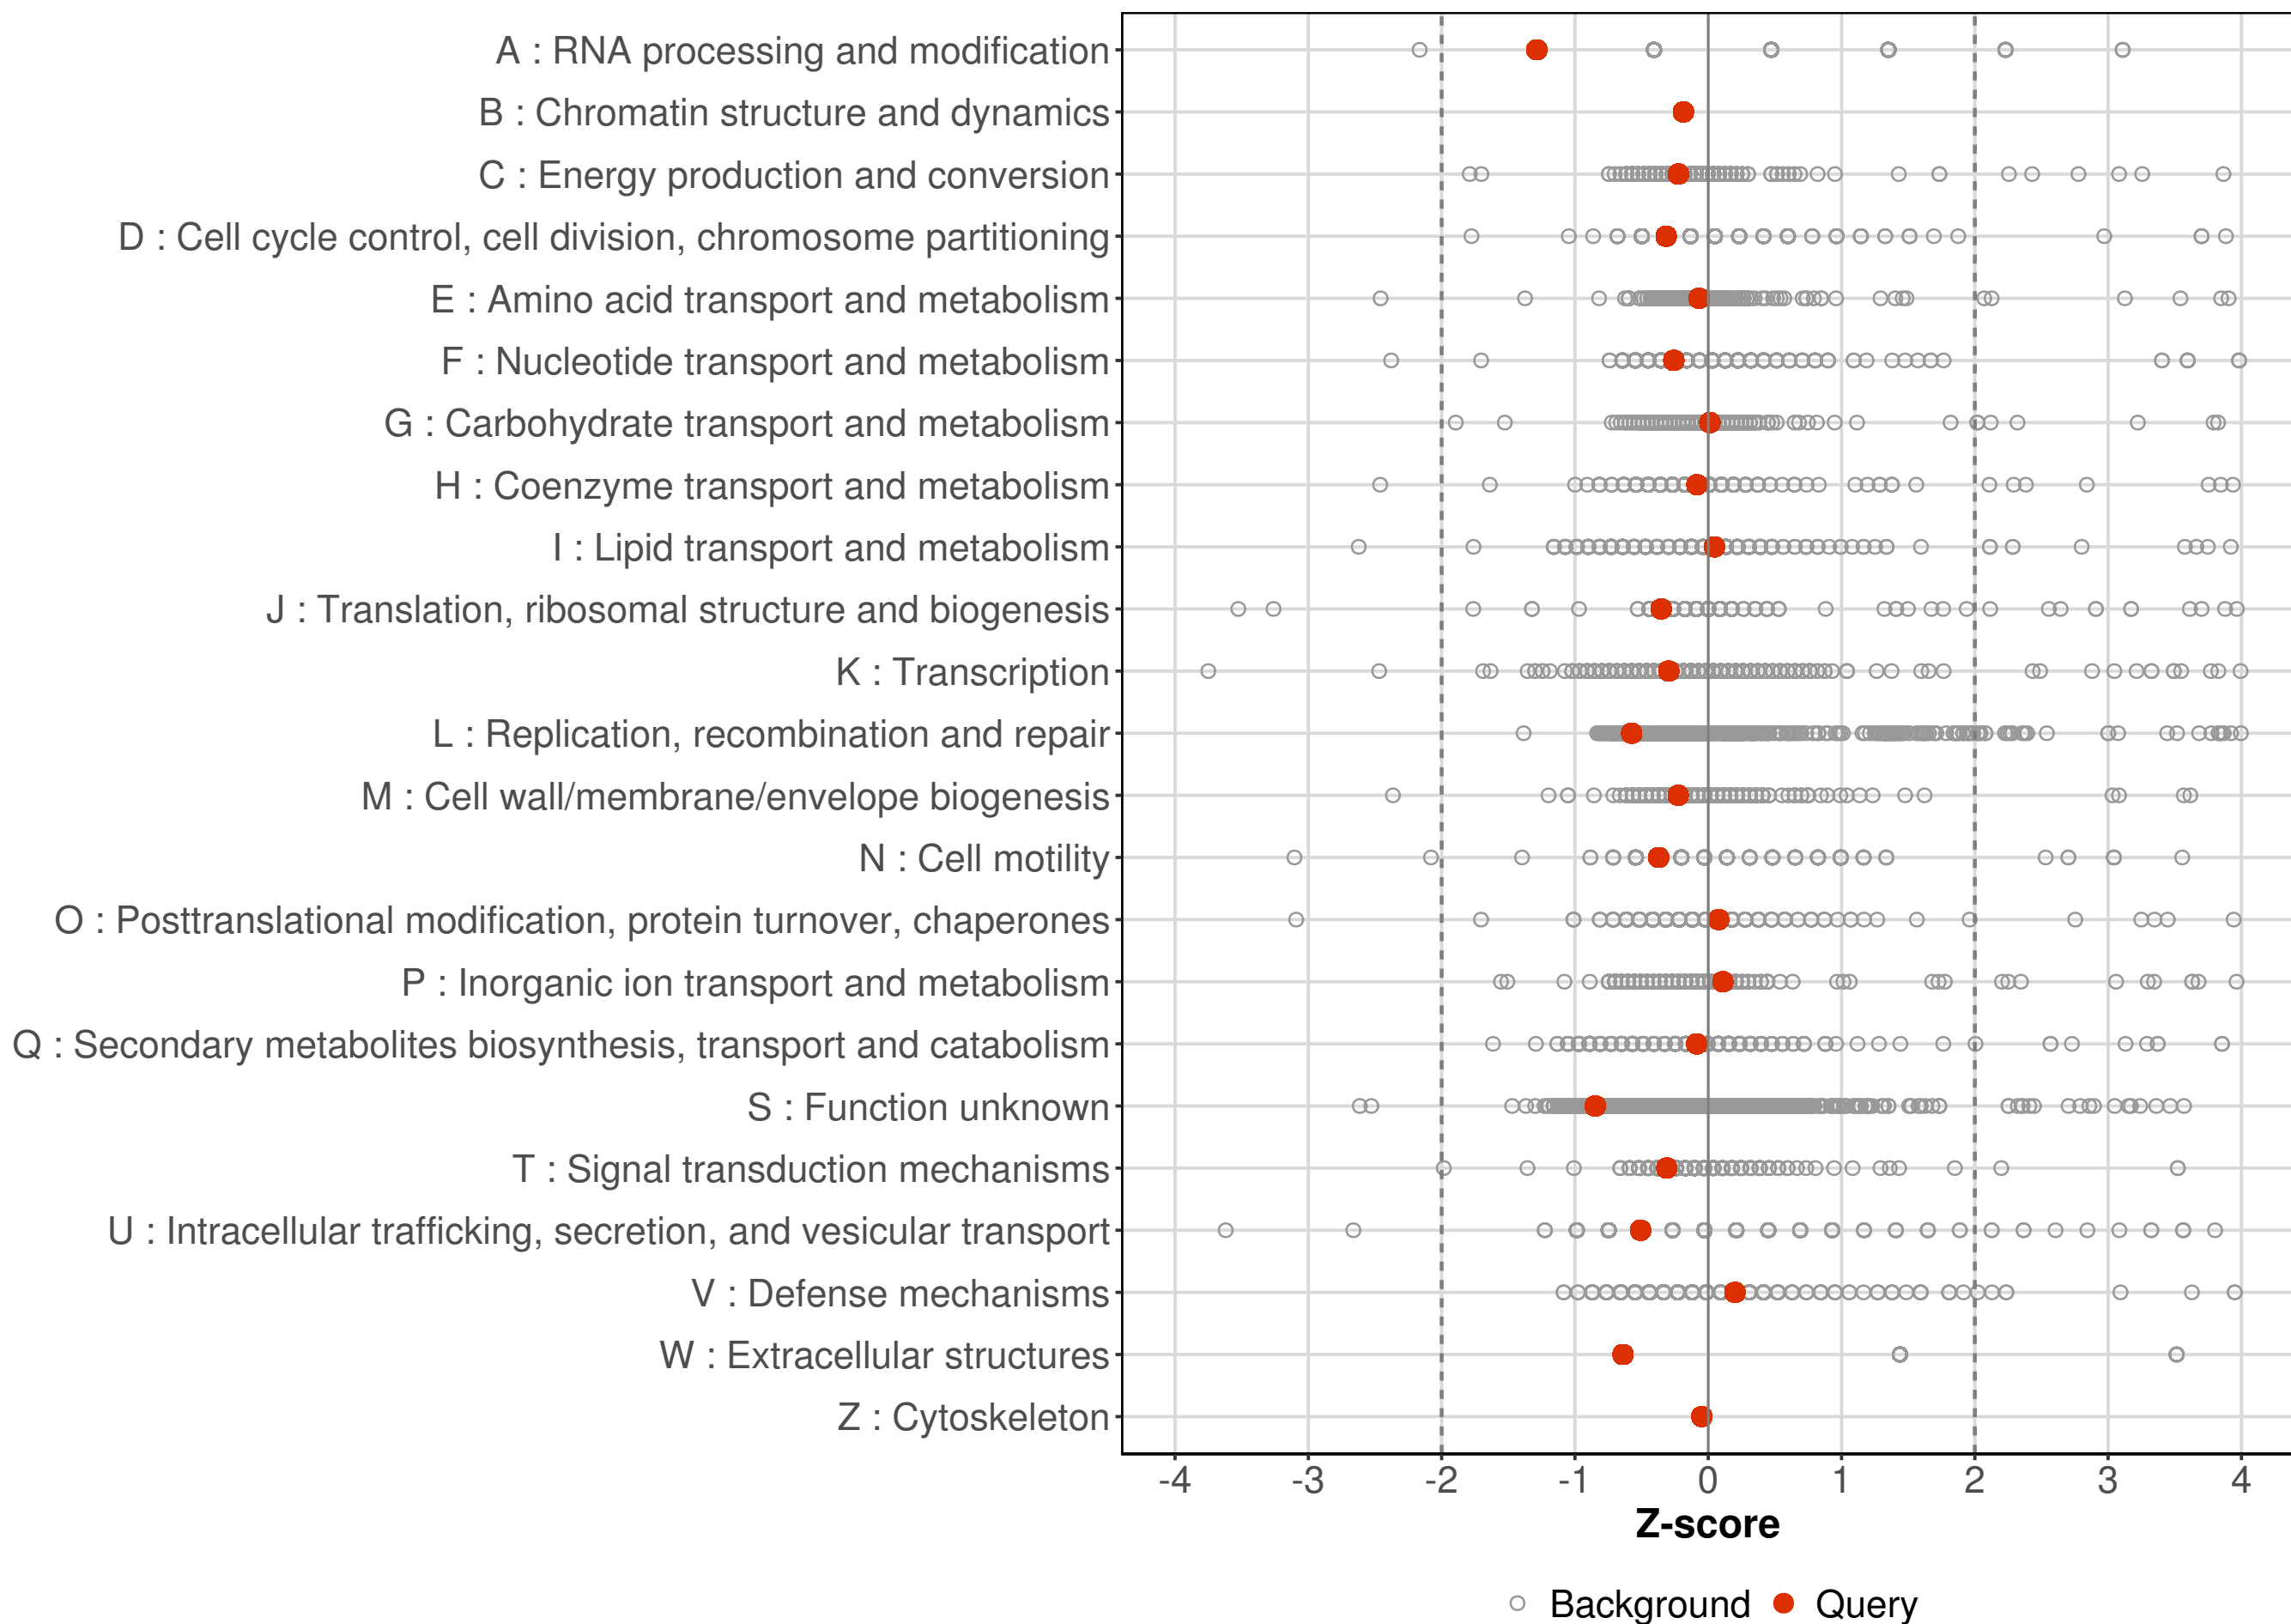 A : RNA processing and modification
B : Chromatin structure and dynamics
C : Energy production and conversion
D : Cell cycle control, cell division, chromosome partitioning
E : Amino acid transport and metabolism
F : Nucleotide transport and metabolism
G : Carbohydrate transport and metabolism
H : Coenzyme transport and metabolism
I : Lipid transport and metabolism
J : Translation, ribosomal structure and biogenesis
K : Transcription
L : Replication, recombination and repair
M : Cell wall/membrane/envelope biogenesis
N : Cell motility
O : Posttranslational modification, protein turnover, chaperones
P : Inorganic ion transport and metabolism
Q : Secondary metabolites biosynthesis, transport and catabolism
S : Function unknown
T : Signal transduction mechanisms
U : Intracellular trafficking, secretion, and vesicular transport
V : Defense mechanisms
W : Extracellular structures
Z : Cytoskeleton
-4 -3 -2 -1 0 1 2 3 4
Z-score
Background Query